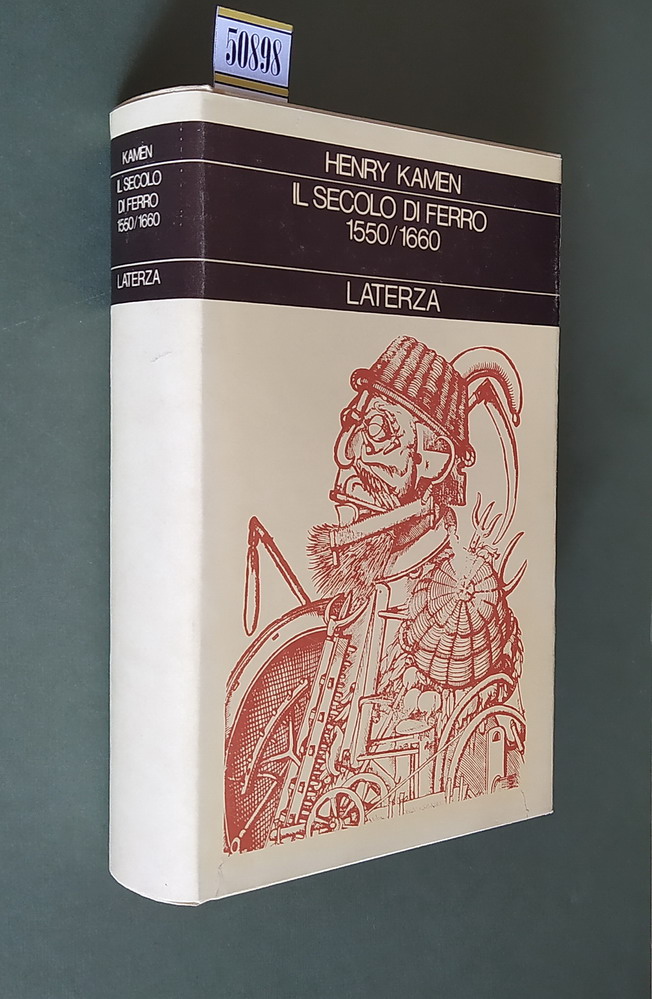 50898
HENRY KAMEN
IL SECOLO DI FERRO
1550/1660
LATERZA
KAMEN
IL SECOLO
DI FERRO
1550/1660
LATERZA